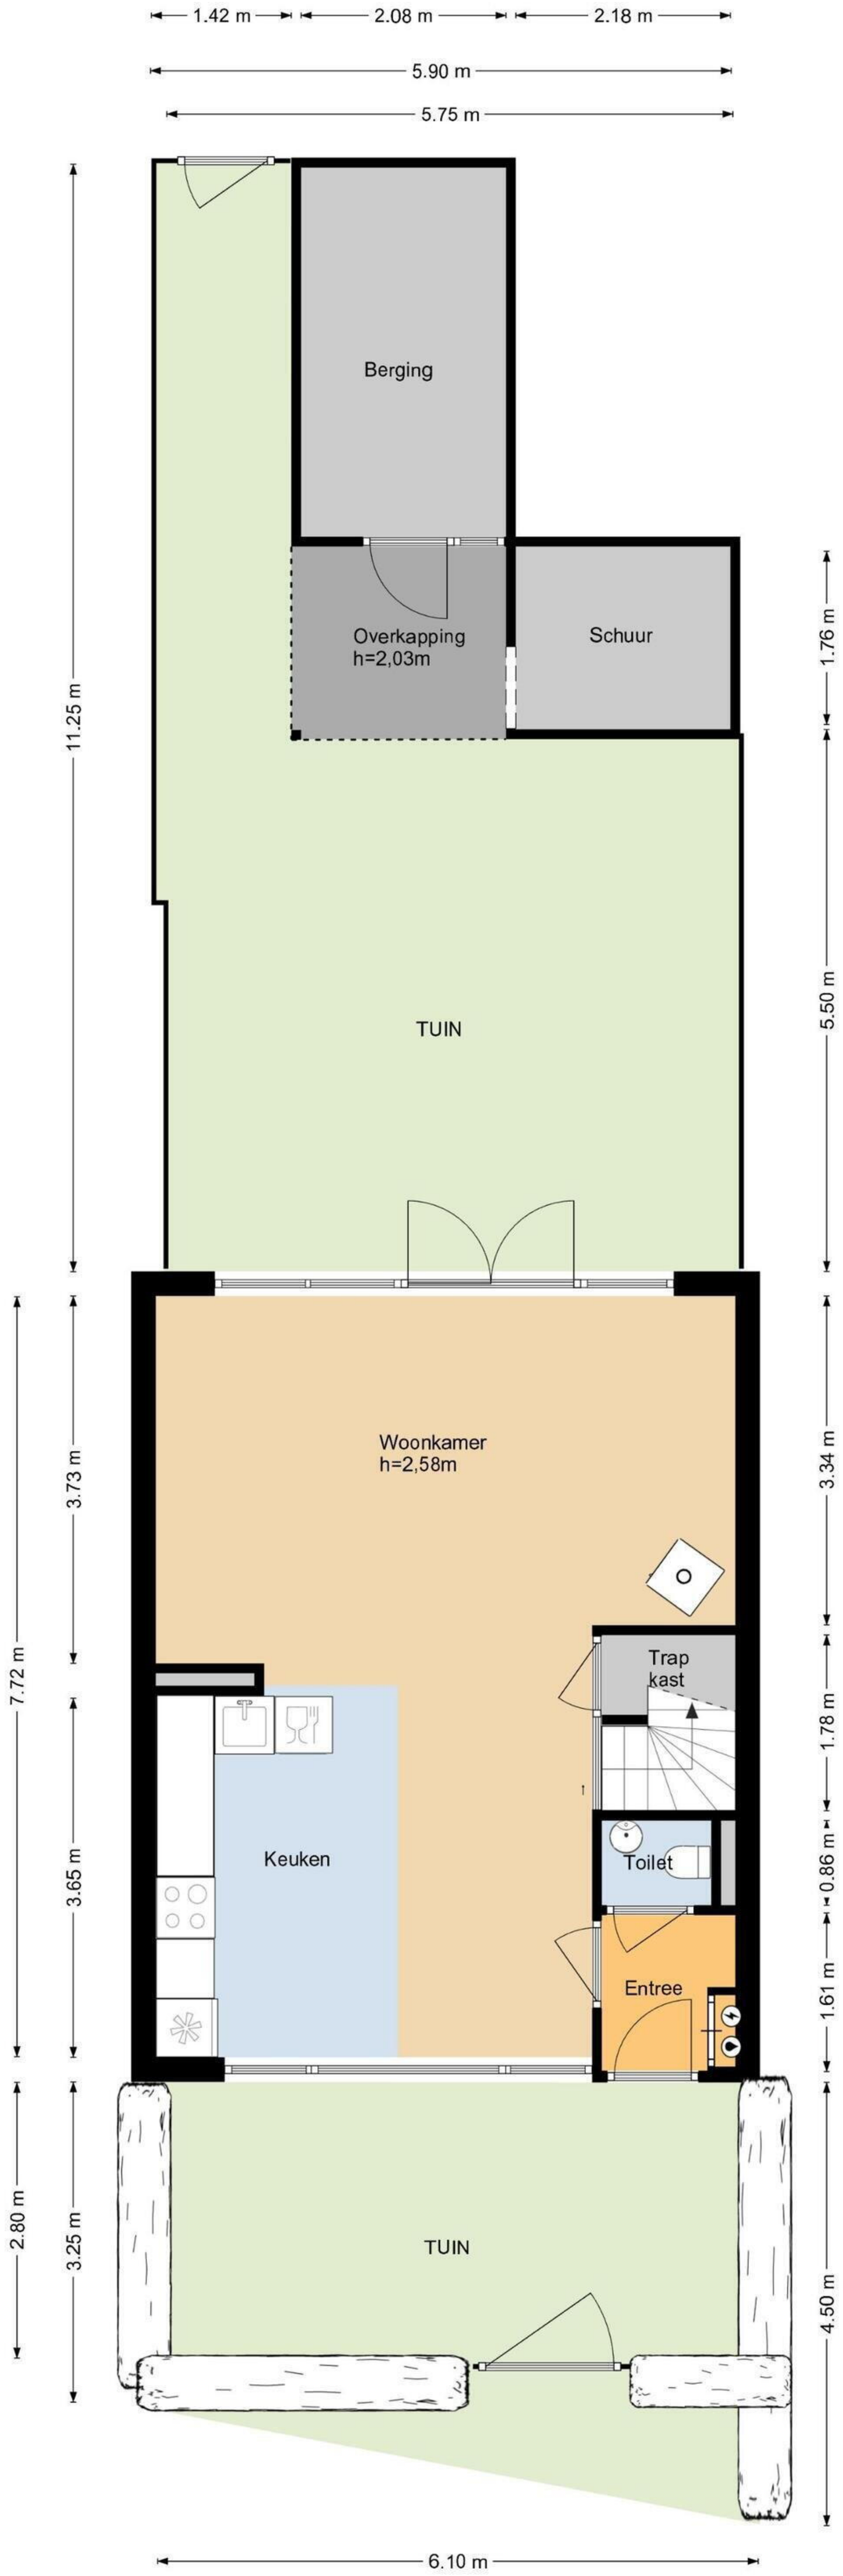 1.42 m
2.08 m
2.18 m
5.90 m
5.75 m
Berging
Overkapping
h=2,03m
Schuur
1.76 m
11.25 m
5.50 m
TUIN
Woonkamer
h=2,58m
3.73 m
3.34 m
7.72 m
Trap
kast
1.78 m
Keuken
Toilet
3.65 m
0.86 m
Entree
1.61 m
TUIN
2.80 m
3.25 m
4.50 m
6.10 m